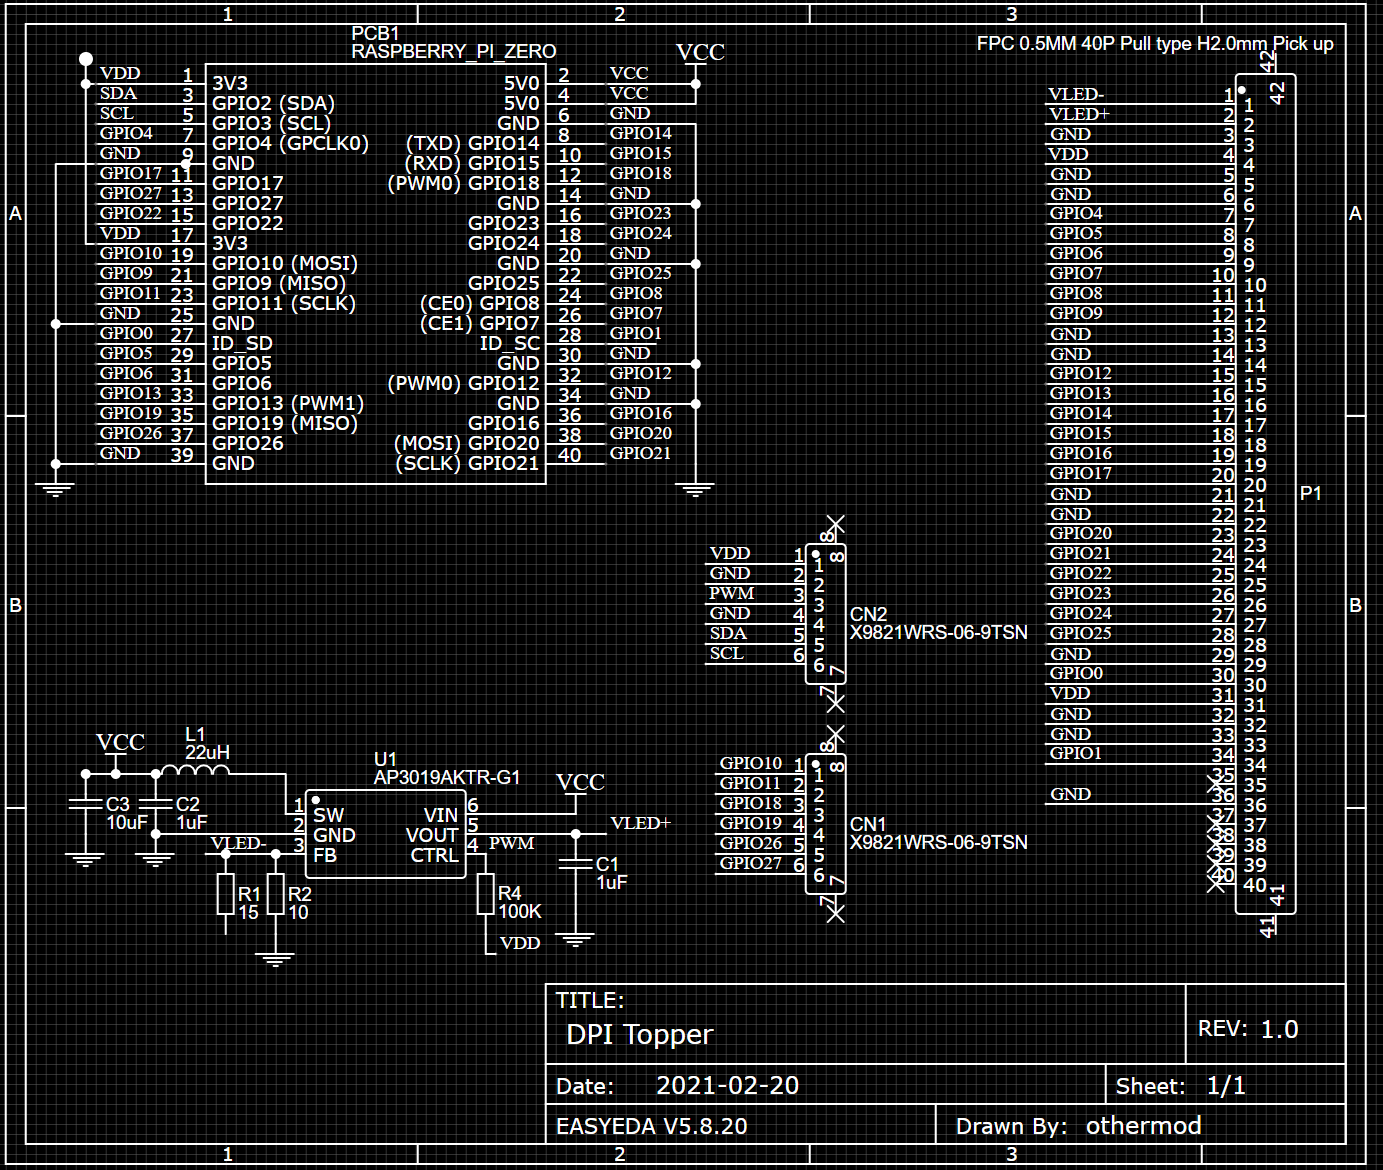 1 2 3
PCB1
RASPBERRY_PI_ZERO
VDD 1 3V3
SDA 3 GPIO2 (SDA)
SCL 5 GPIO3 (SCL)
GPIO4 7 GPIO4 (GPCLK0)
GND 9 GND
GPIO17 11 GPIO17
GPIO27 13 GPIO27
GPIO22 15 GPIO22
VDD 17 3V3
GPIO10 19 GPIO10 (MOSI)
GPIO9 21 GPIO9 (MISO)
GPIO11 23 GPIO11 (SCLK)
GND 25 GND
GPIO0 27 ID_SD
GPIO5 29 GPIO5
GPIO6 31 GPIO6
GPIO13 33 GPIO13 (PWM1)
GPIO19 35 GPIO19 (MISO)
GPIO26 37 GPIO26
GND 39 GND
VCC
5V0 2 VCC
5V0 4 VCC
GND 6 GND
(TXD) GPIO14 8 GPIO14
(RXD) GPIO15 10 GPIO15
(PWM0) GPIO18 12 GPIO18
GND 14 GND
GPIO23 16 GPIO23
GPIO24 18 GPIO24
GND 20 GND
GPIO25 22 GPIO25
(CE0) GPIO8 24 GPIO8
(CE1) GPIO7 26 GPIO7
ID_SC 28 GPIO1
GND 30 GND
(PWM0) GPIO12 32 GPIO12
GND 34 GND
GPIO16 36 GPIO16
(MOSI) GPIO20 38 GPIO20
(SCLK) GPIO21 40 GPIO21
FPC 0.5MM 40P Pull type H2.0mm Pick up
42 42
VLED- 1 1
VLED+ 2 2
GND 3 3
VDD 4 4
GND 5 5
GND 6 6
GPIO4 7 7
GPIO5 8 8
GPIO6 9 9
GPIO7 10 10
GPIO8 11 11
GPIO9 12 12
GND 13 13
GND 14 14
GPIO12 15 15
GPIO13 16 16
GPIO14 17 17
GPIO15 18 18
GPIO16 19 19
GPIO17 20 20
GND 21 21
GND 22 22
GPIO20 23 23
GPIO21 24 24
GPIO22 25 25
GPIO23 26 26
GPIO24 27 27
GPIO25 28 28
GND 29 29
GPIO0 30 30
VDD 31 31
GND 32 32
GND 33 33
GPIO1 34 34
35 35
GND 36 36
37 37
38 38
39 39
40 40
41 41
P1
A A
B B
8 8
VDD 1 1
GND 2 2
PWM 3 3
GND 4 4
SDA 5 5
SCL 6 6
7 7
CN2
X9821WRS-06-9TSN
8 8
GPIO10 1 1
GPIO11 2 2
GPIO18 3 3
GPIO19 4 4
GPIO26 5 5
GPIO27 6 6
7 7
CN1
X9821WRS-06-9TSN
VCC
L1
22uH
C3
10uF
C2
1uF
VLED-
R1
15
R2
10
U1
AP3019AKTR-G1
1 SW
2 GND
3 FB
VIN 6
VOUT 5
CTRL 4
VCC
VLED+
PWM
C1
1uF
R4
100K
VDD
TITLE:
DPI Topper
REV: 1.0
Date: 2021-02-20
Sheet: 1/1
EASYEDA V5.8.20
Drawn By: othermod
1 2 3